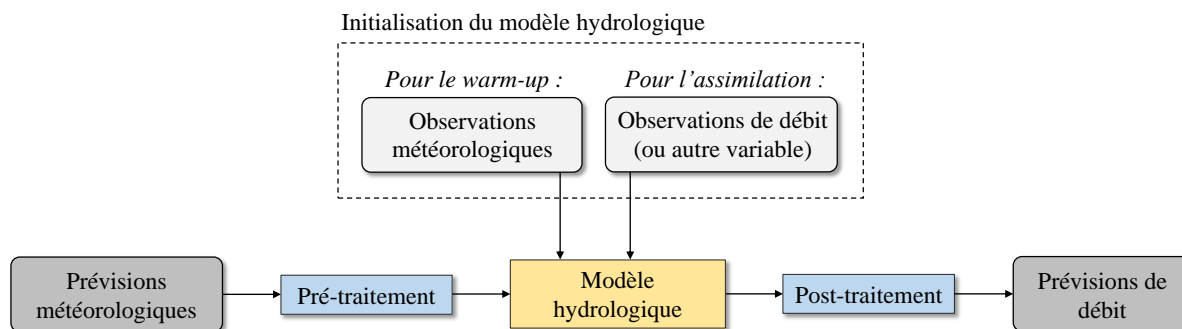 Initialisation du modèle hydrologique
Pour le warm-up :
Pour l’assimilation :
Observations
météorologiques
Observations de débit
(ou autre variable)
Prévisions
météorologiques
Pré-traitement
Modèle
hydrologique
Post-traitement
Prévisions de
débit